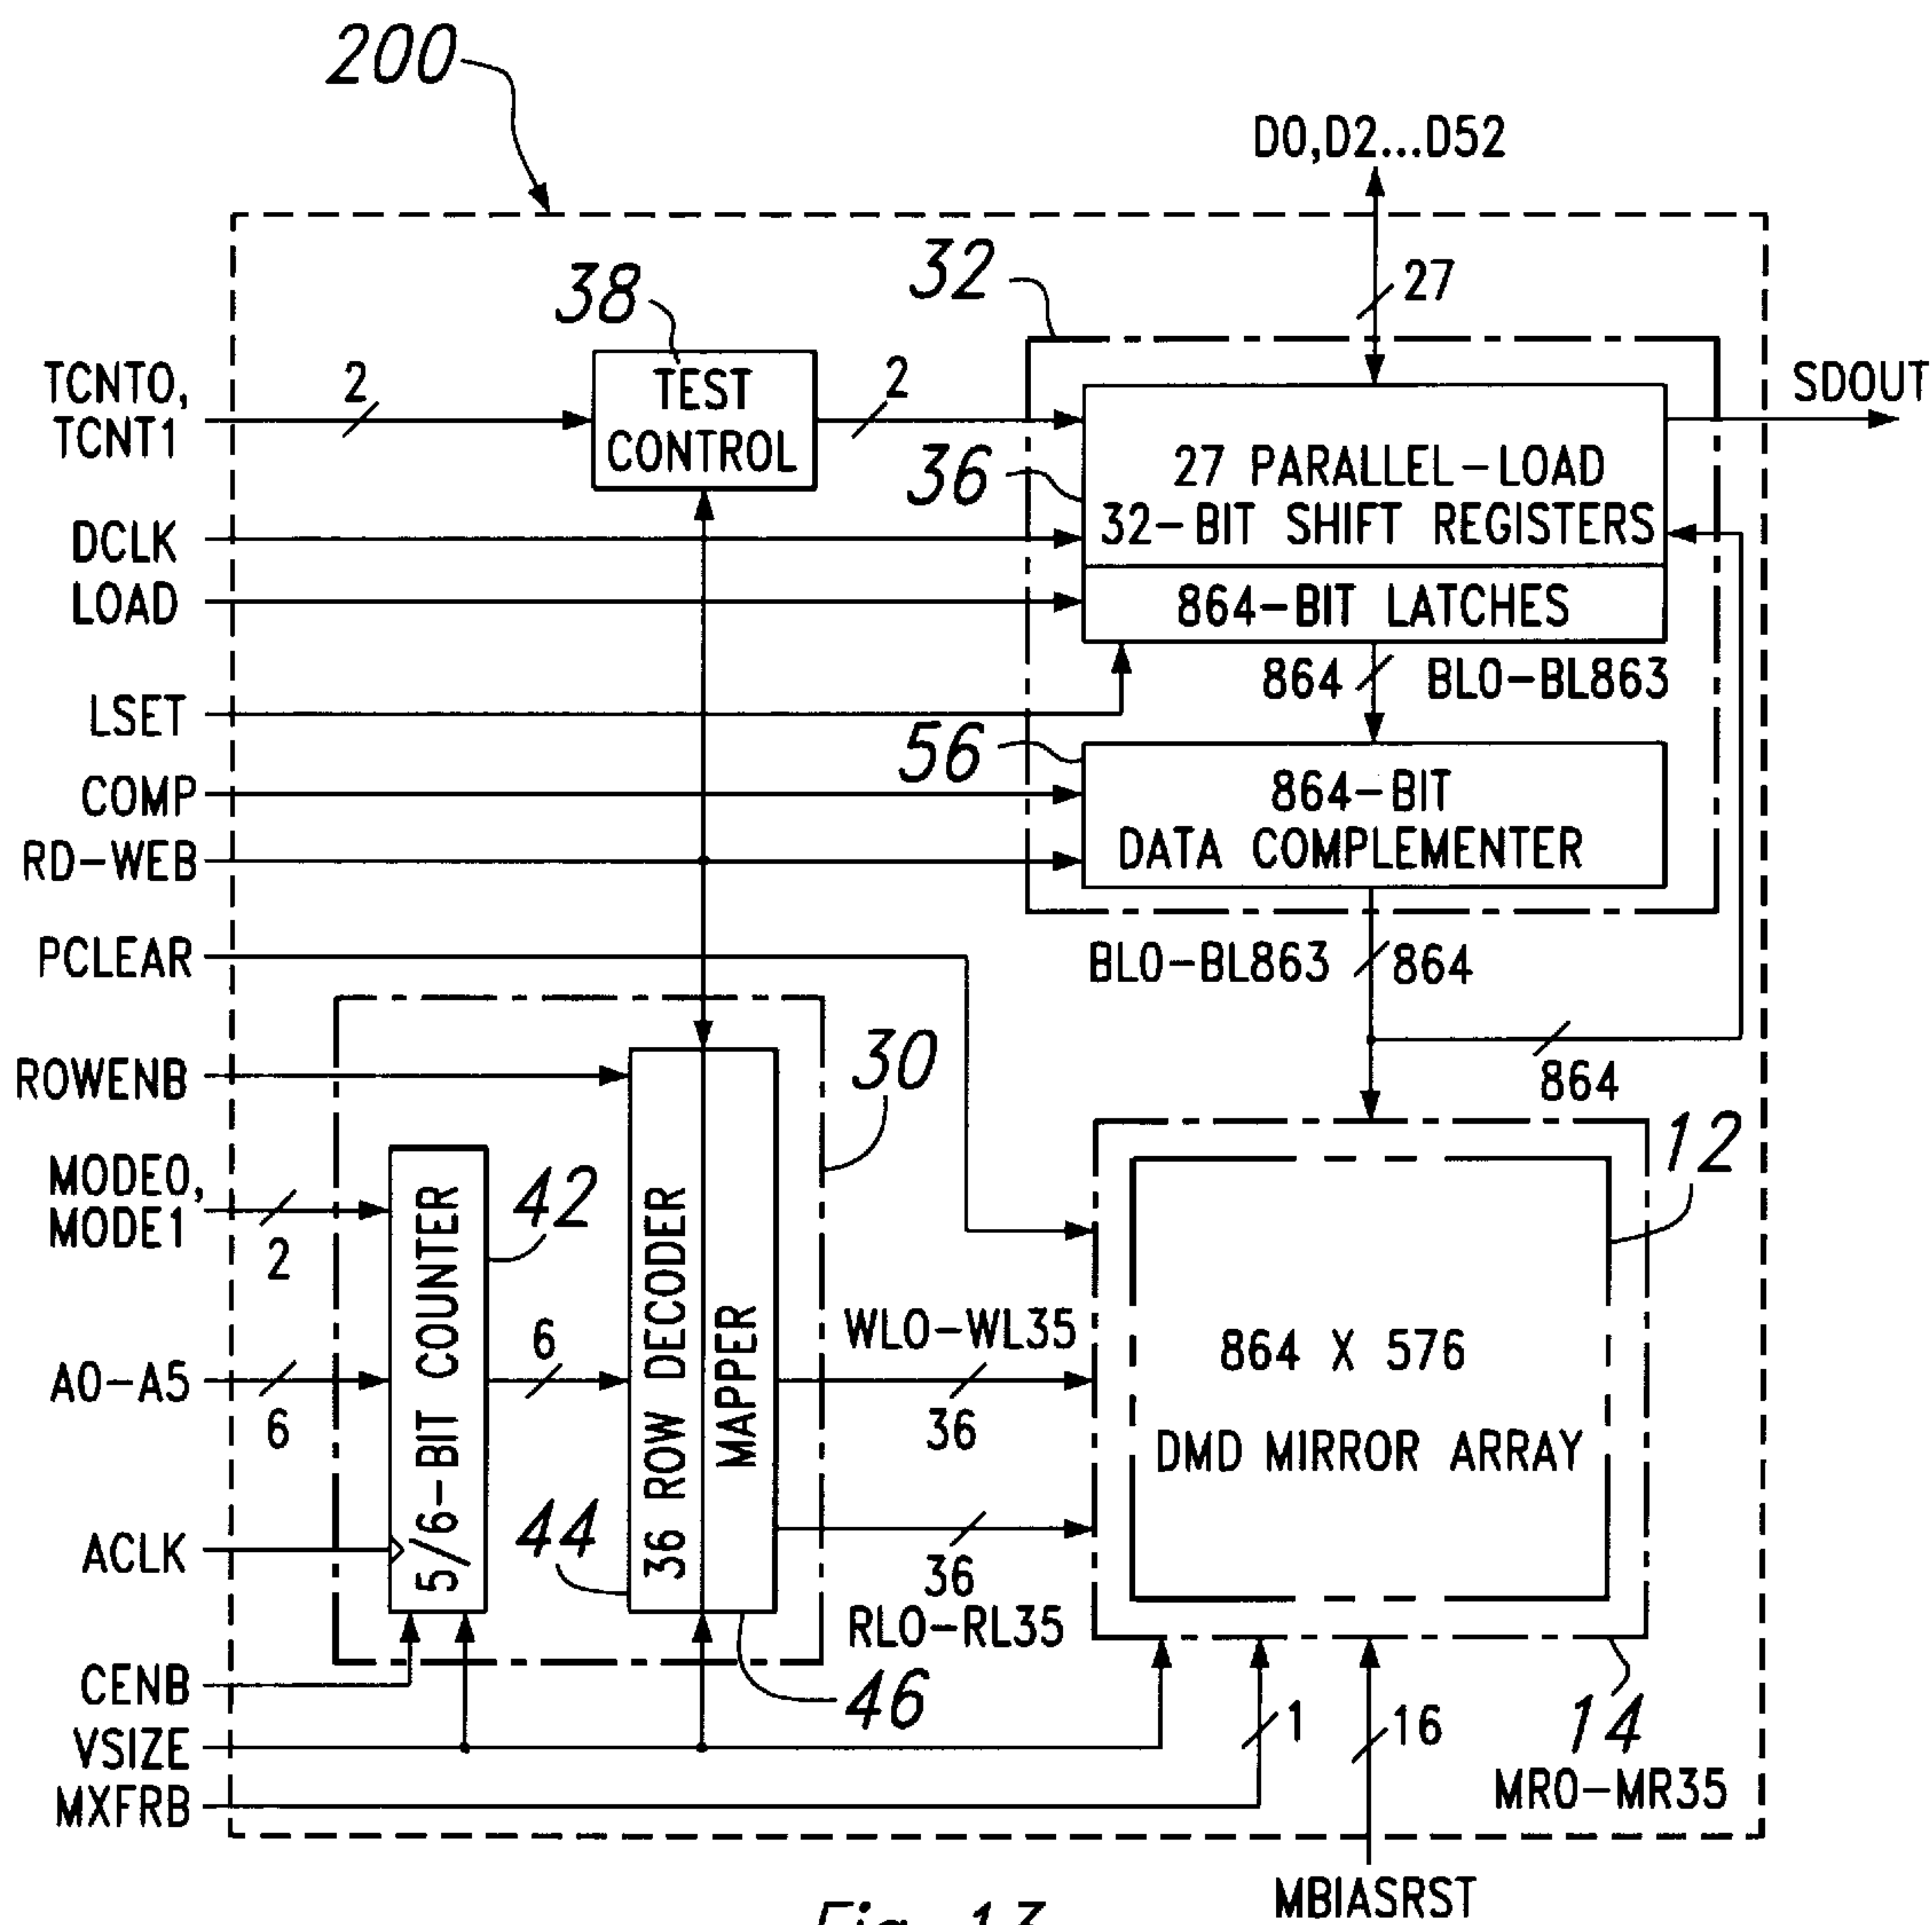 200
D0,D2...D52
32
27
38
TCNT0,
TCNT1
2
TEST
CONTROL
2
SDOUT
36
27 PARALLEL-LOAD
32-BIT SHIFT REGISTERS
DCLK
LOAD
864-BIT LATCHES
864
BL0-BL863
LSET
56
COMP
864-BIT
DATA COMPLEMENTER
RD-WEB
PCLEAR
BL0-BL863
864
864
ROWENB
30
12
MODE0,
MODE1
2
42
5/6-BIT COUNTER
36 ROW DECODER
MAPPER
A0-A5
6
6
WL0-WL35
36
864 X 576
DMD MIRROR ARRAY
ACLK
44
36
RL0-RL35
CENB
46
VSIZE
1
16
14
MR0-MR35
MXFRB
MBIASRST
Fig. 13